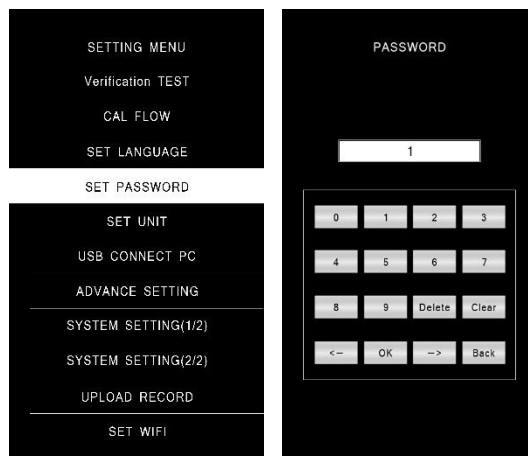 SETTING MENU
Verification TEST
CAL FLOW
SET LANGUAGE
SET PASSWORD
SET UNIT
USB CONNECT PC
ADVANCE SETTING
SYSTEM SETTING(1/2)
SYSTEM SETTING(2/2)
UPLOAD RECORD
SET WIFI
PASSWORD
1
0 1 2 3
4 5 6 7
8 9 Delete Clear
<— OK —> Back